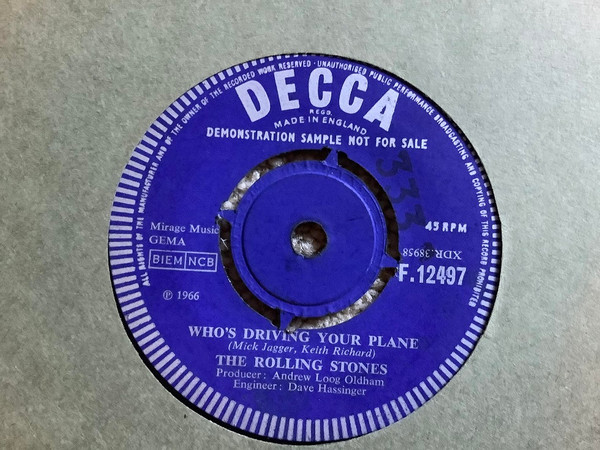 ALL RIGHTS OF THE MANUFACTURER AND OF THE OWNER OF THE RECORDED WORK RESERVED · UNAUTHORISED PUBLIC PERFORMANCE BROADCASTING AND COPYING OF THIS RECORD PROHIBITED
DECCA
REGD.
MADE IN ENGLAND
DEMONSTRATION SAMPLE NOT FOR SALE
333
Mirage Music
GEMA
BIEM NCB
45 RPM
XDR.38958
F.12497
℗ 1966
WHO'S DRIVING YOUR PLANE
(Mick Jagger, Keith Richard)
THE ROLLING STONES
Producer: Andrew Loog Oldham
Engineer: Dave Hassinger